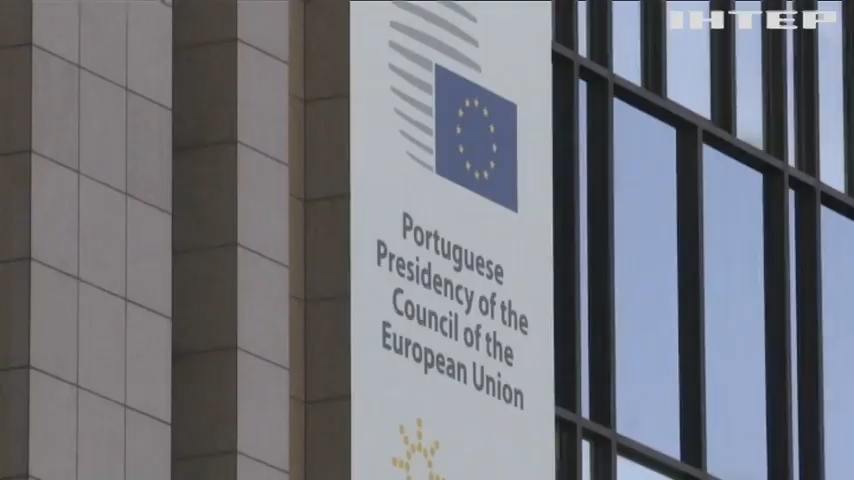 ІНТЕР
Portuguese
Presidency of the
Council of the
European Union